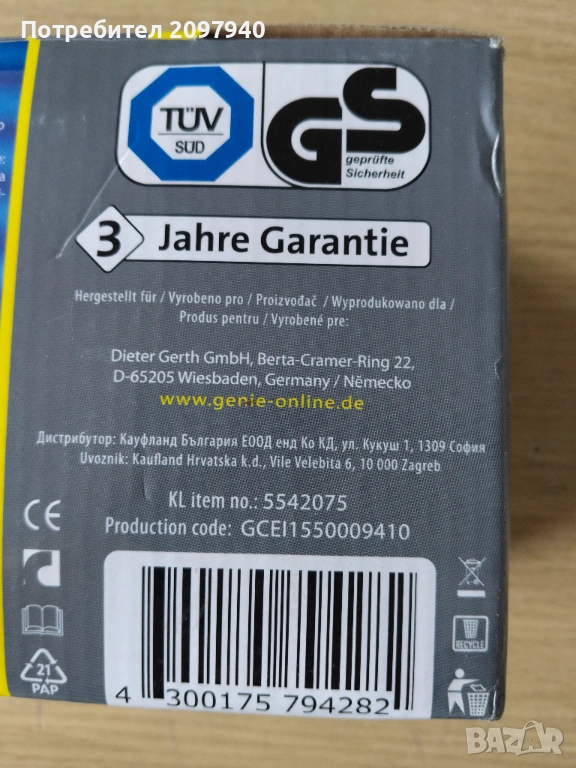 Потребител 2097940
TÜV
SÜD
GS
geprüfte
Sicherheit
3 Jahre Garantie
Hergestellt für / Vyrobeno pro / Proizvođač / Wyprodukowano dla /
Produs pentru / Vyrobené pre:
Dieter Gerth GmbH, Berta-Cramer-Ring 22,
D-65205 Wiesbaden, Germany / Německo
www.genie-online.de
Дистрибутор: Кауфланд България ЕООД енд Ко КД, ул. Кукуш 1, 1309 София
Uvoznik: Kaufland Hrvatska k.d., Vile Velebita 6, 10 000 Zagreb
KL item no.: 5542075
Production code: GCEI1550009410
CE
21
PAP
RECYCLE
4 300175 794282
BAZAR